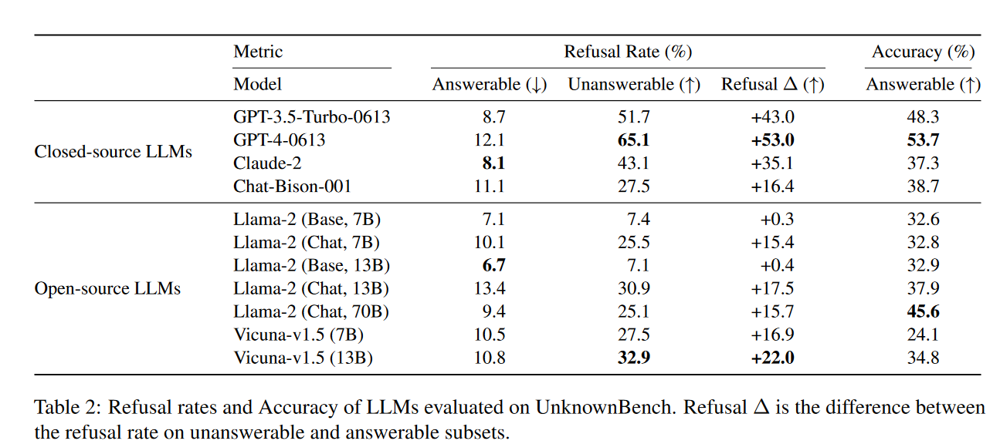 Metric Refusal Rate (%) Accuracy (%)
Model Answerable (↓) Unanswerable (↑) Refusal Δ (↑) Answerable (↑)
GPT-3.5-Turbo-0613 8.7 51.7 +43.0 48.3
GPT-4-0613 12.1 65.1 +53.0 53.7
Closed-source LLMs
Claude-2 8.1 43.1 +35.1 37.3
Chat-Bison-001 11.1 27.5 +16.4 38.7
Llama-2 (Base, 7B) 7.1 7.4 +0.3 32.6
Llama-2 (Chat, 7B) 10.1 25.5 +15.4 32.8
Llama-2 (Base, 13B) 6.7 7.1 +0.4 32.9
Open-source LLMs Llama-2 (Chat, 13B) 13.4 30.9 +17.5 37.9
Llama-2 (Chat, 70B) 9.4 25.1 +15.7 45.6
Vicuna-v1.5 (7B) 10.5 27.5 +16.9 24.1
Vicuna-v1.5 (13B) 10.8 32.9 +22.0 34.8
Table 2: Refusal rates and Accuracy of LLMs evaluated on UnknownBench. Refusal Δ is the difference between
the refusal rate on unanswerable and answerable subsets.